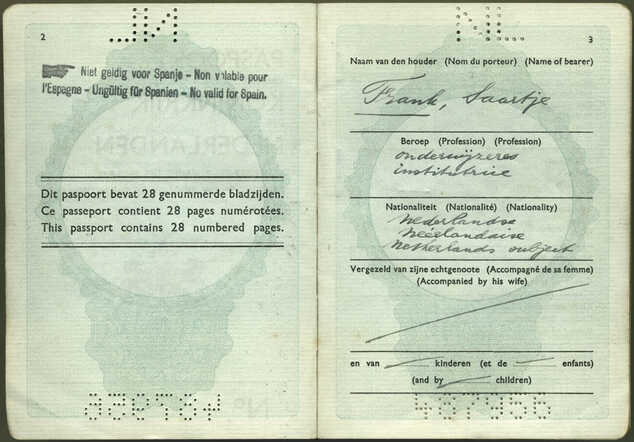 2
Niet geldig voor Spanje - Non valable pour
l'Espagne - Ungültig für Spanien - No valid for Spain.
Dit paspoort bevat 28 genummerde bladzijden.
Ce passeport contient 28 pages numérotées.
This passport contains 28 numbered pages.
NL
3
Naam van den houder (Nom du porteur) (Name of bearer)
Frank, Saartje
Beroep (Profession) (Profession)
onderwijzeres
institutrice
Nationaliteit (Nationalité) (Nationality)
Nederlandse
Néerlandaise
Netherlands subject
Vergezeld van zijne echtgenoote (Accompagné de sa femme)
(Accompanied by his wife)
en van kinderen (et de enfants)
(and by children)